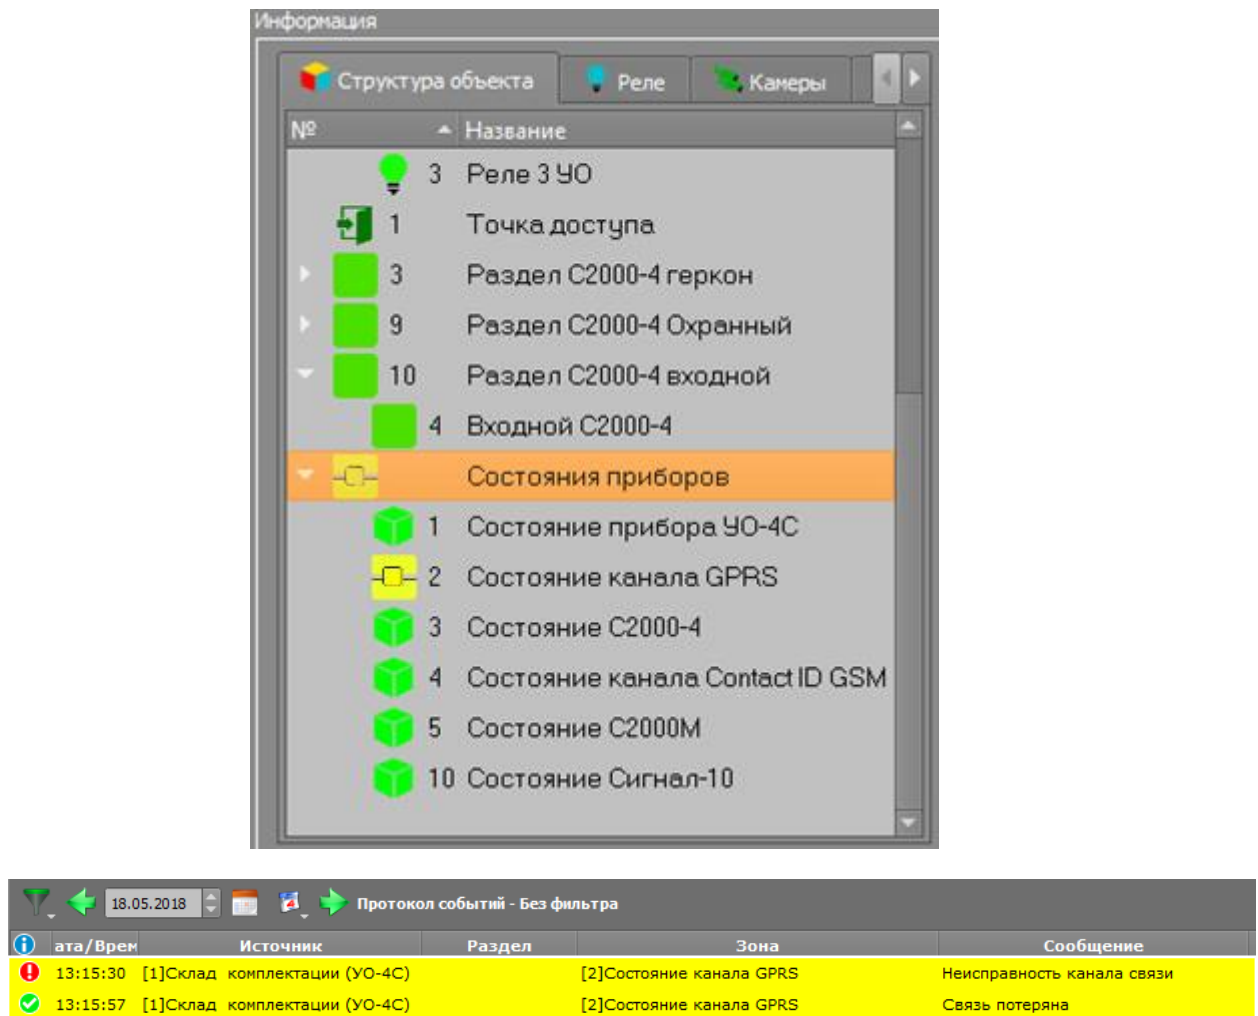 Информация
Структура объекта Реле Камеры
№ Название
3 Реле 3 УО
1 Точка доступа
3 Раздел С2000-4 геркон
9 Раздел С2000-4 Охранный
10 Раздел С2000-4 входной
4 Входной С2000-4
Состояния приборов
1 Состояние прибора УО-4С
2 Состояние канала GPRS
3 Состояние С2000-4
4 Состояние канала Contact ID GSM
5 Состояние С2000М
10 Состояние Сигнал-10
18.05.2018 Протокол событий - Без фильтра
ата/Врем Источник Раздел Зона Сообщение
13:15:30 [1]Склад комплектации (УО-4С) [2]Состояние канала GPRS Неисправность канала связи
13:15:57 [1]Склад комплектации (УО-4С) [2]Состояние канала GPRS Связь потеряна